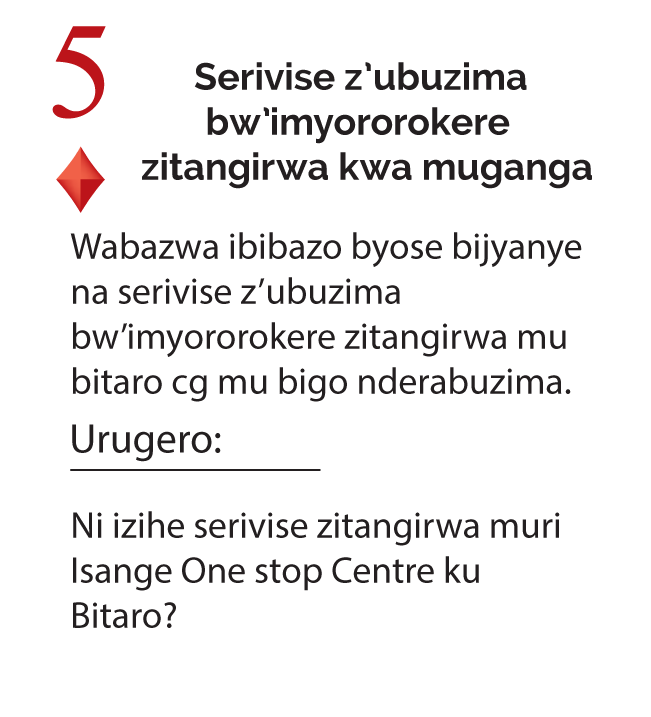 5
Serivise z’ubuzima
bw’imyororokere
zitangirwa kwa muganga
Wabazwa ibibazo byose bijyanye
na serivise z’ubuzima
bw’imyororokere zitangirwa mu
bitaro cg mu bigo nderabuzima.
Urugero:
Ni izihe serivise zitangirwa muri
Isange One stop Centre ku
Bitaro?